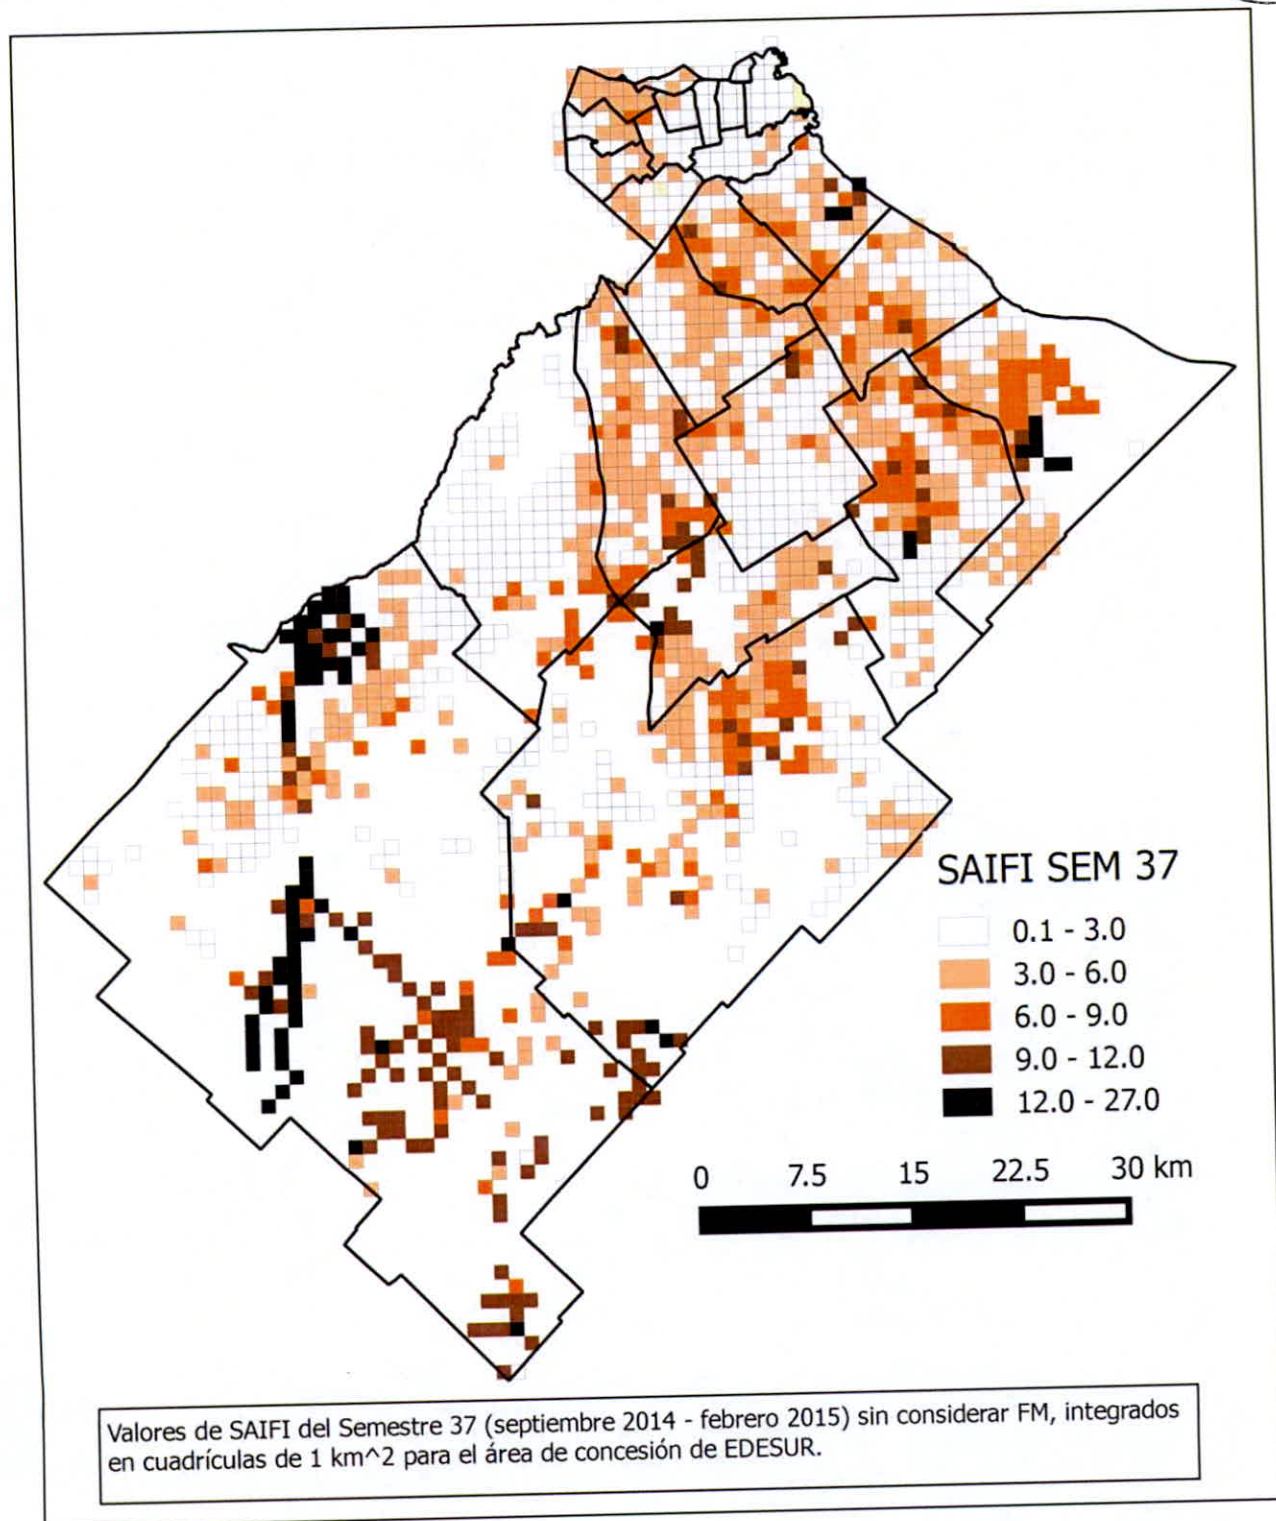 SAIFI SEM 37
0.1 - 3.0
3.0 - 6.0
6.0 - 9.0
9.0 - 12.0
12.0 - 27.0
0 7.5 15 22.5 30 km
Valores de SAIFI del Semestre 37 (septiembre 2014 - febrero 2015) sin considerar FM, integrados
en cuadrículas de 1 km^2 para el área de concesión de EDESUR.